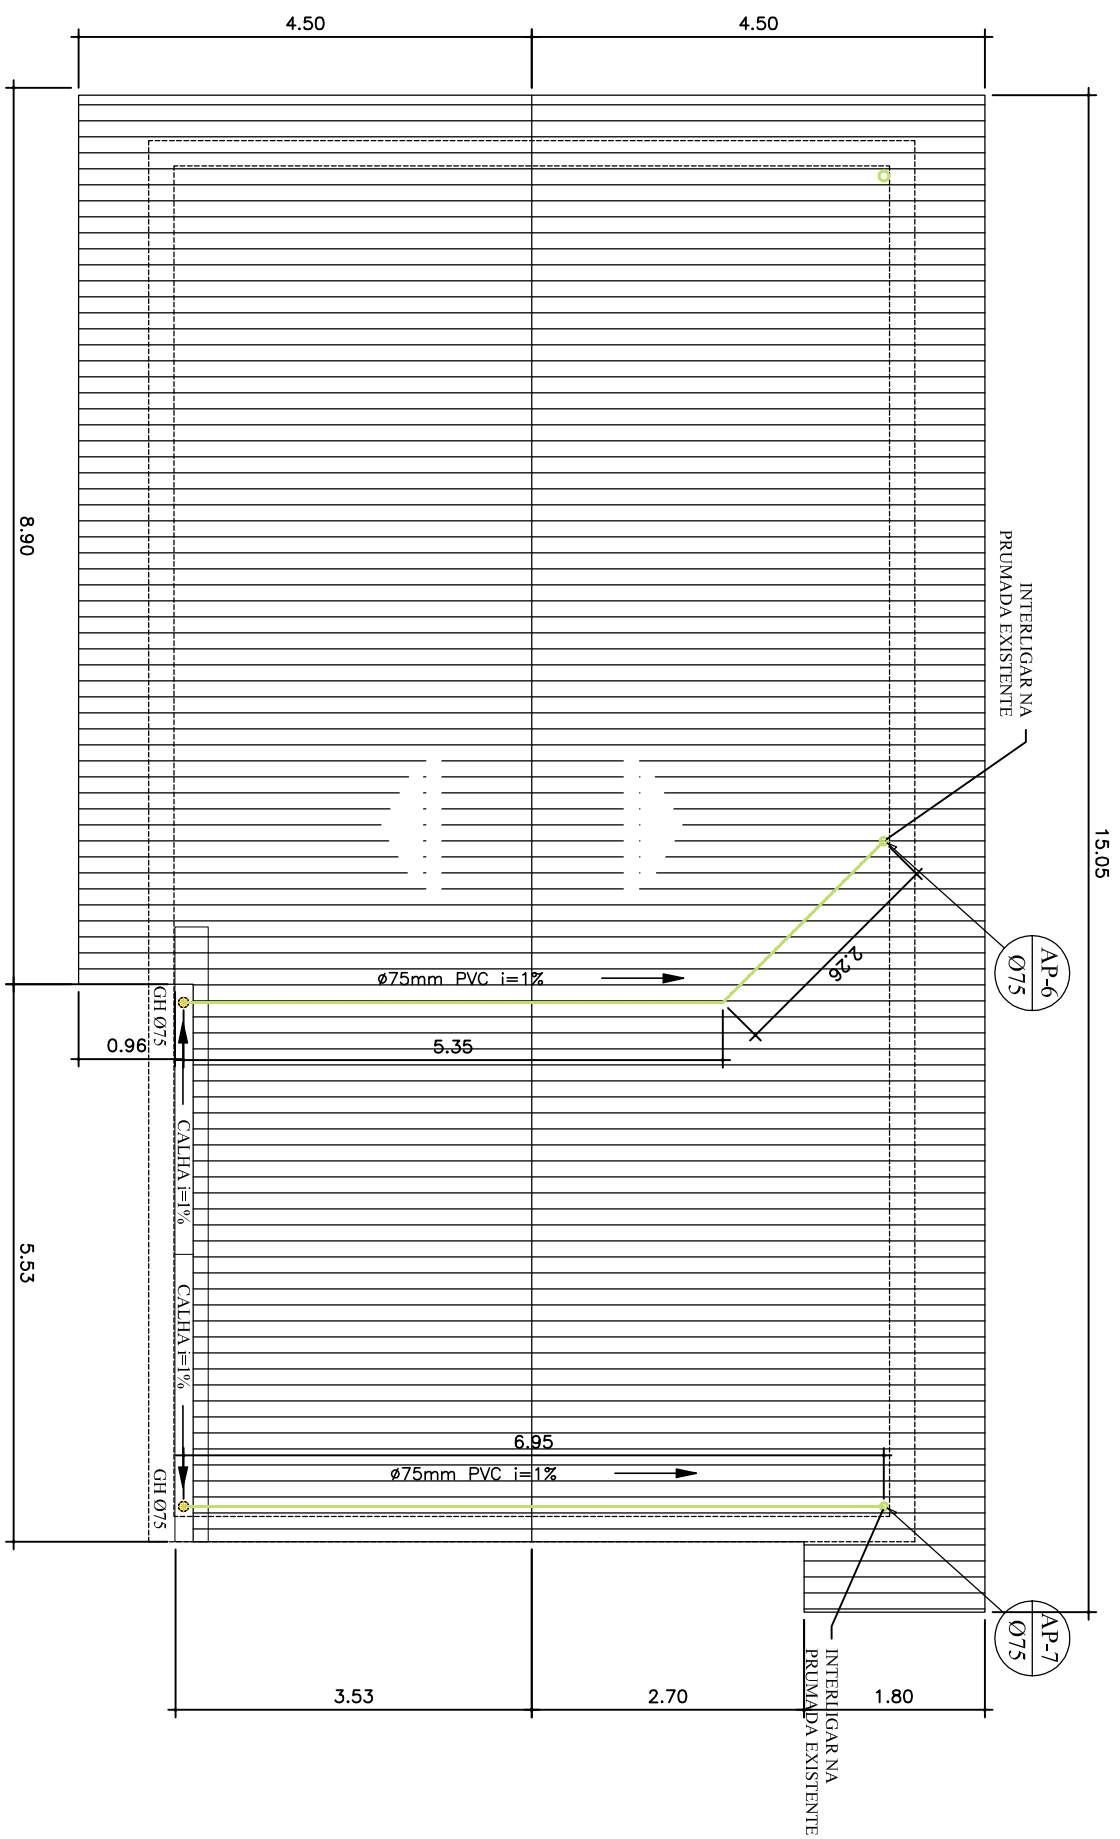 4.50
4.50
15.05
8.90
INTERLIGAR NA
PRUMADA EXISTENTE
AP-6
Ø75
2.26
ø75mm PVC i=1%
GH Ø75
0.96
5.35
CALHA i=1%
5.53
CALHA i=1%
6.95
ø75mm PVC i=1%
GH Ø75
AP-7
Ø75
INTERLIGAR NA
PRUMADA EXISTENTE
3.53
2.70
1.80